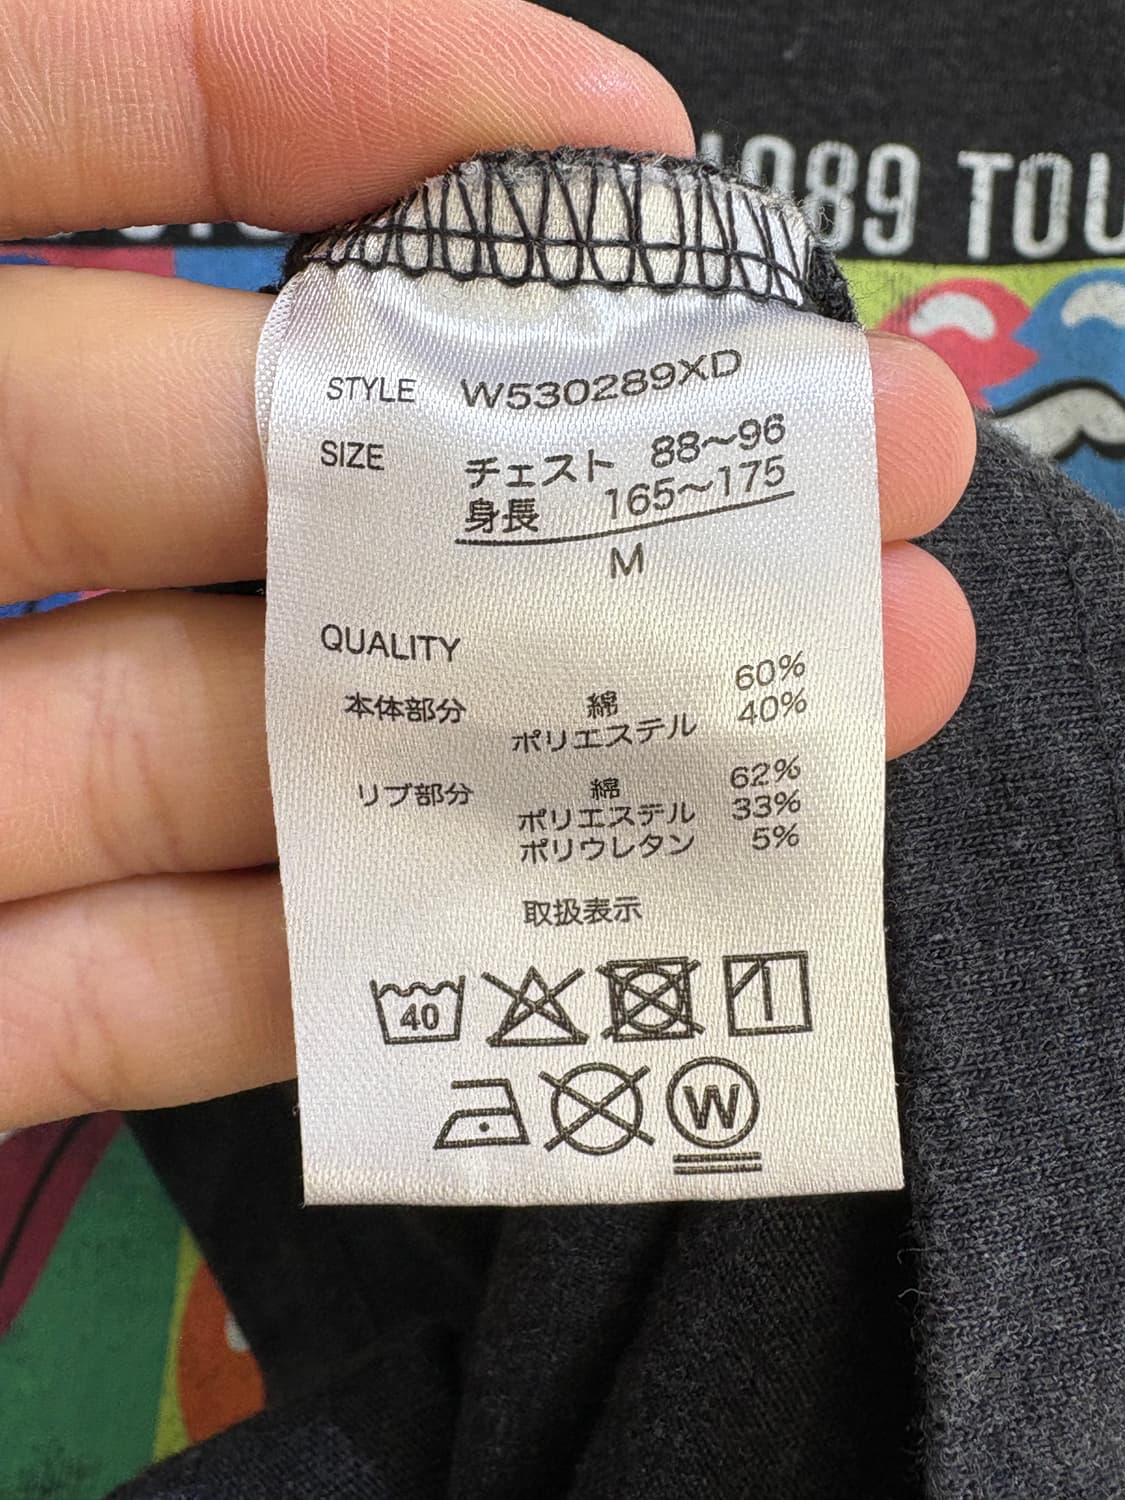 1989 TOU
STYLE W530289XD
SIZE チェスト 88～96
身長 165～175
M
QUALITY
本体部分 綿 60%
ポリエステル 40%
リブ部分 綿 62%
ポリエステル 33%
ポリウレタン 5%
取扱表示
40
W